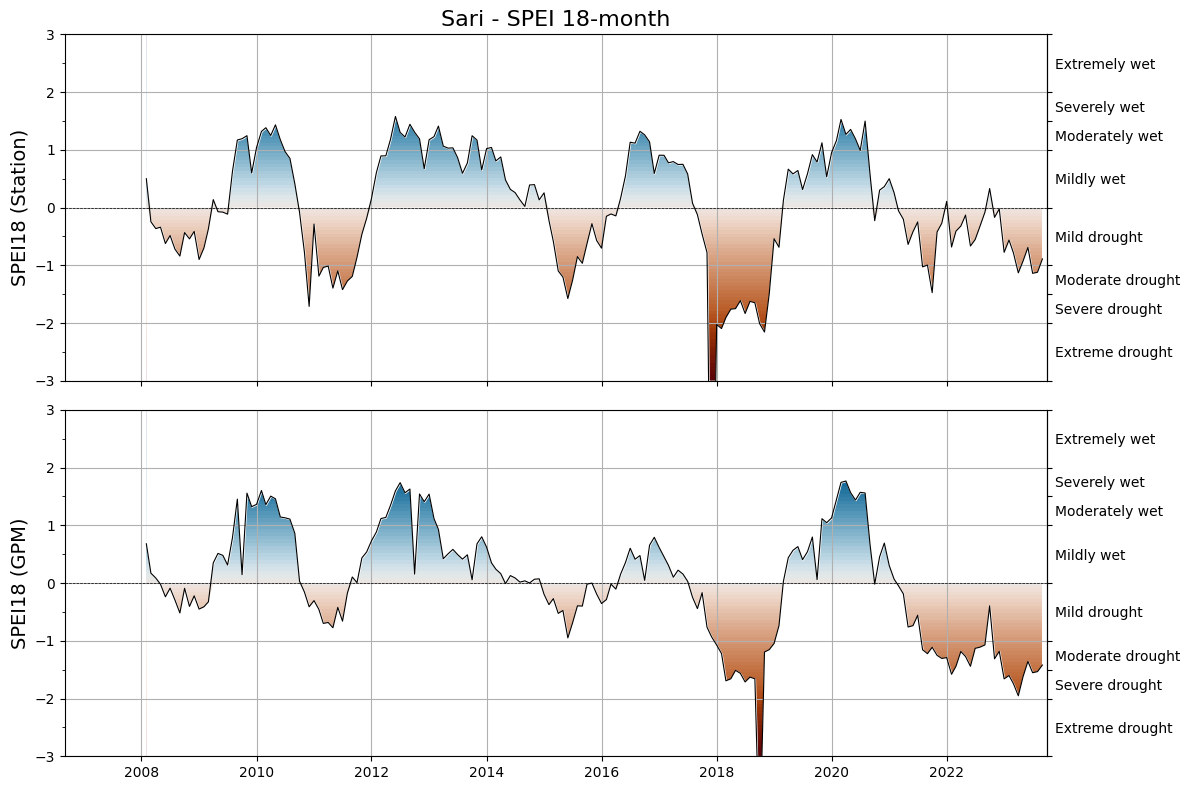 Sari - SPEI 18-month
SPEI18 (Station)
3
2
1
0
−1
−2
−3
Extremely wet
Severely wet
Moderately wet
Mildly wet
Mild drought
Moderate drought
Severe drought
Extreme drought
SPEI18 (GPM)
3
2
1
0
−1
−2
−3
Extremely wet
Severely wet
Moderately wet
Mildly wet
Mild drought
Moderate drought
Severe drought
Extreme drought
2008 2010 2012 2014 2016 2018 2020 2022